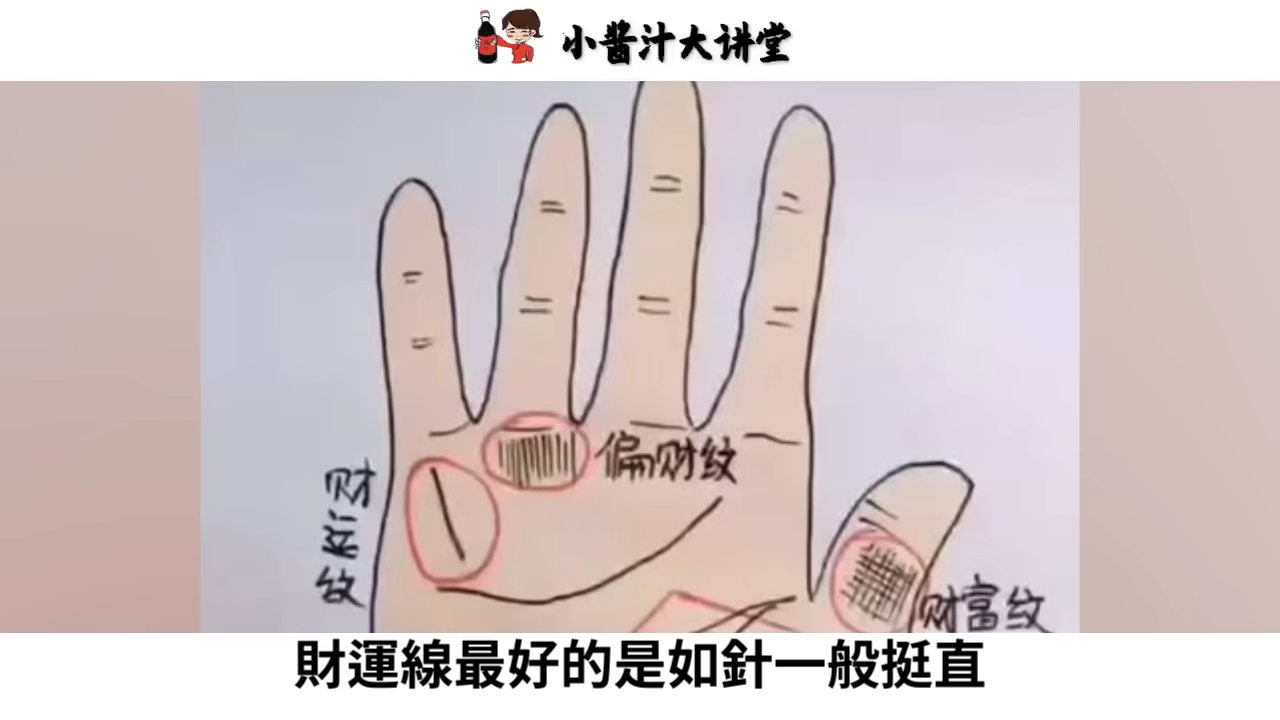 小酱汁大讲堂
偏财纹
财运纹
财富纹
財運線最好的是如針一般挺直